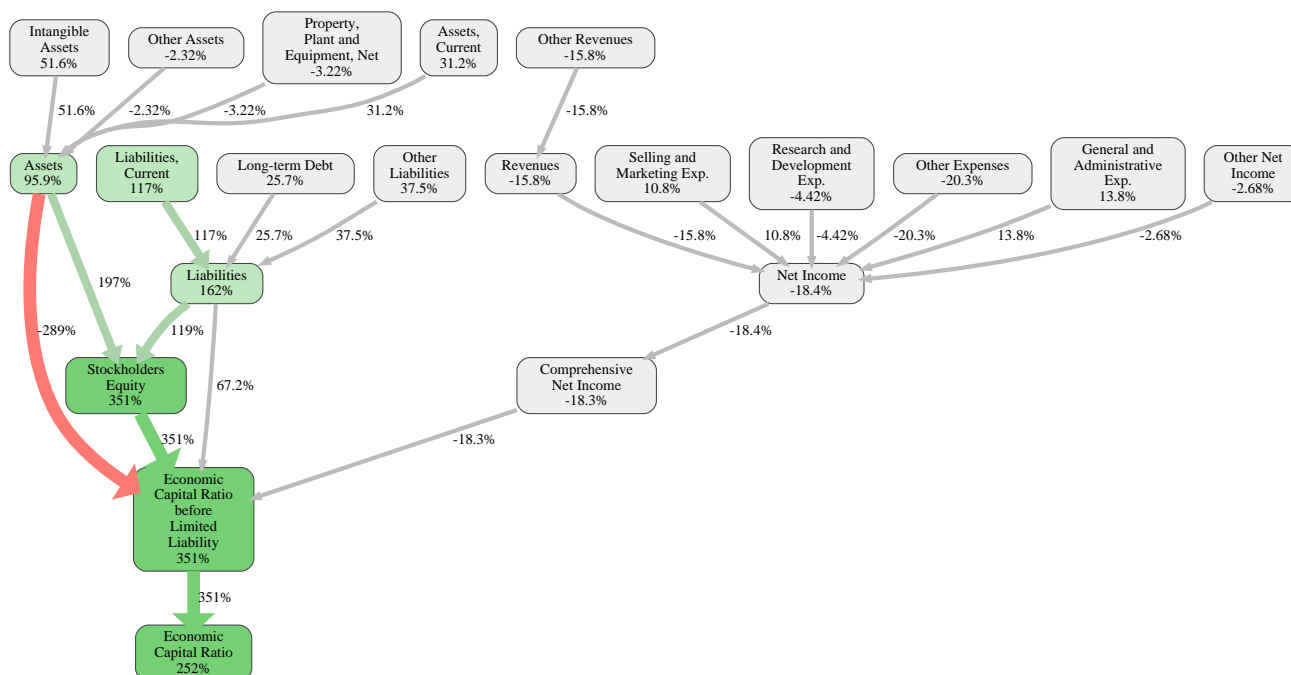 Intangible
Assets
51.6%
Other Assets
-2.32%
Property,
Plant and
Equipment, Net
-3.22%
Assets,
Current
31.2%
Other Revenues
-15.8%
51.6%
-2.32%
-3.22%
31.2%
-15.8%
Assets
95.9%
Liabilities,
Current
117%
Long-term Debt
25.7%
Other
Liabilities
37.5%
Revenues
-15.8%
Selling and
Marketing Exp.
10.8%
Research and
Development
Exp.
-4.42%
Other Expenses
-20.3%
General and
Administrative
Exp.
13.8%
Other Net
Income
-2.68%
117%
25.7%
37.5%
-15.8%
10.8%
-4.42%
-20.3%
13.8%
-2.68%
Liabilities
162%
Net Income
-18.4%
197%
-289%
119%
-18.4%
Stockholders
Equity
351%
67.2%
Comprehensive
Net Income
-18.3%
351%
-18.3%
Economic
Capital Ratio
before
Limited
Liability
351%
351%
Economic
Capital Ratio
252%